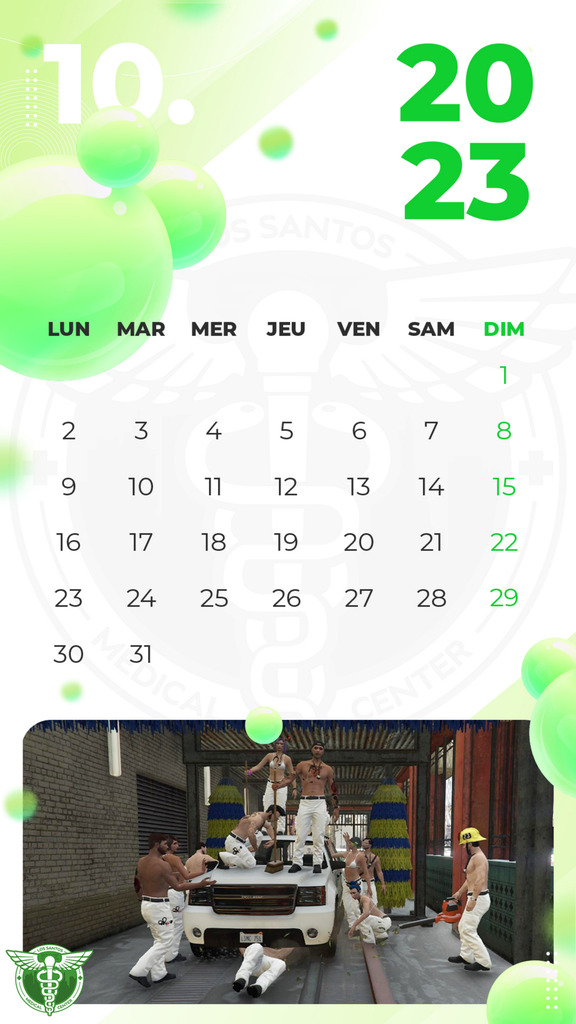 10.
20
23
LOS SANTOS
LUN MAR MER JEU VEN SAM DIM
1
2 3 4 5 6 7 8
9 10 11 12 13 14 15
16 17 18 19 20 21 22
23 24 25 26 27 28 29
30 31
MEDICAL CENTER
LOS SANTOS
MEDICAL CENTER